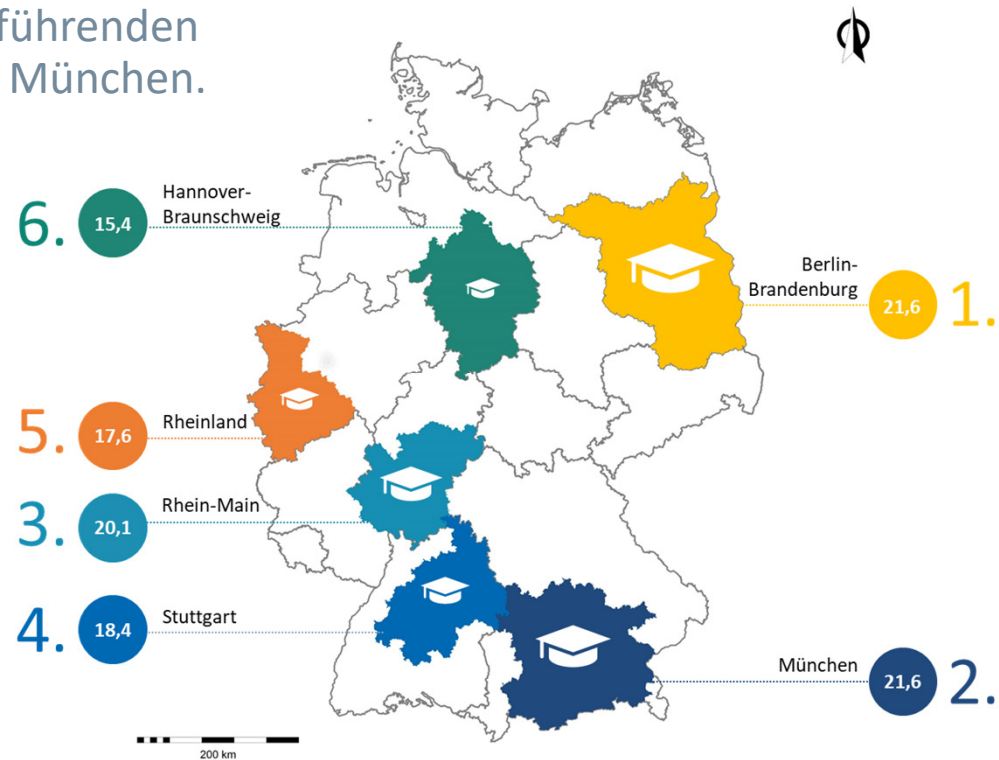 führenden
München.
6.
15,4
Hannover-
Braunschweig
Berlin-
Brandenburg
21,6
1.
5.
17,6
Rheinland
3.
20,1
Rhein-Main
4.
18,4
Stuttgart
München
21,6
2.
200 km